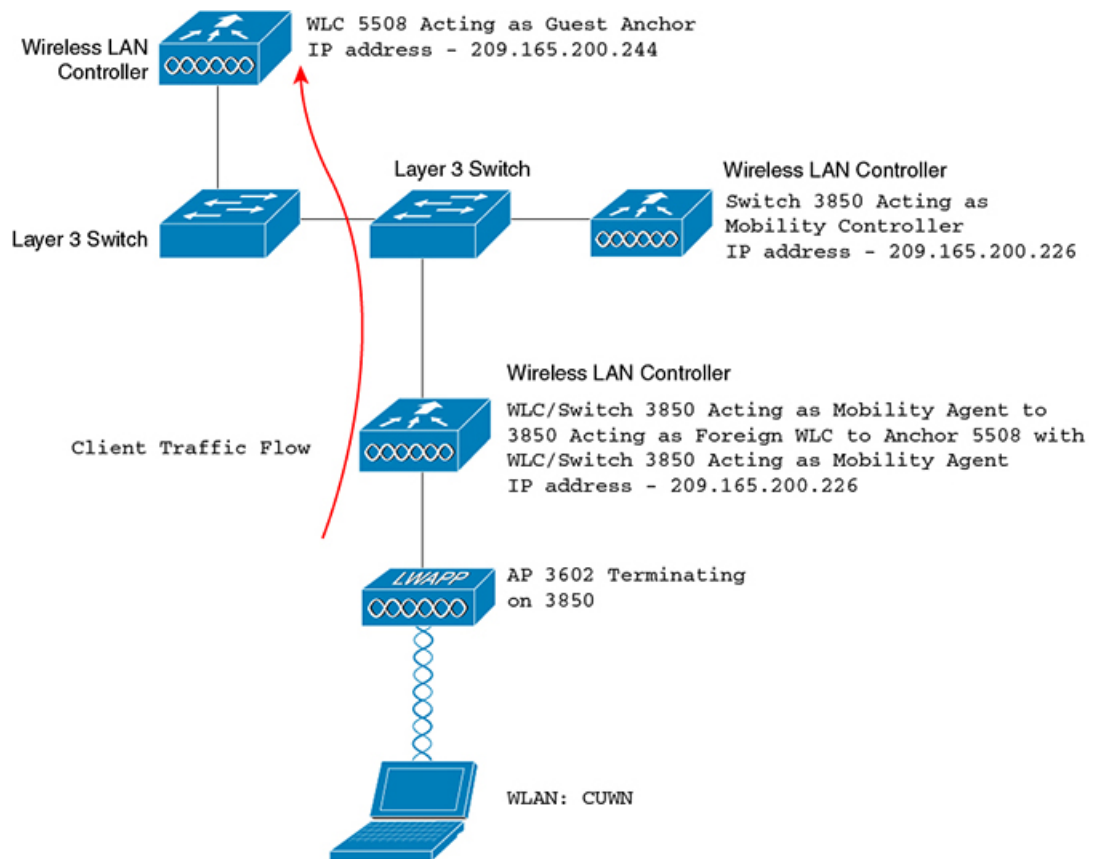 WLC 5508 Acting as Guest Anchor
IP address - 209.165.200.244
Wireless LAN
Controller
Layer 3 Switch
Layer 3 Switch
Wireless LAN Controller
Switch 3850 Acting as
Mobility Controller
IP address - 209.165.200.226
Wireless LAN Controller
WLC/Switch 3850 Acting as Mobility Agent to
3850 Acting as Foreign WLC to Anchor 5508 with
WLC/Switch 3850 Acting as Mobility Agent
IP address - 209.165.200.226
Client Traffic Flow
LWAPP
AP 3602 Terminating
on 3850
WLAN: CUWN